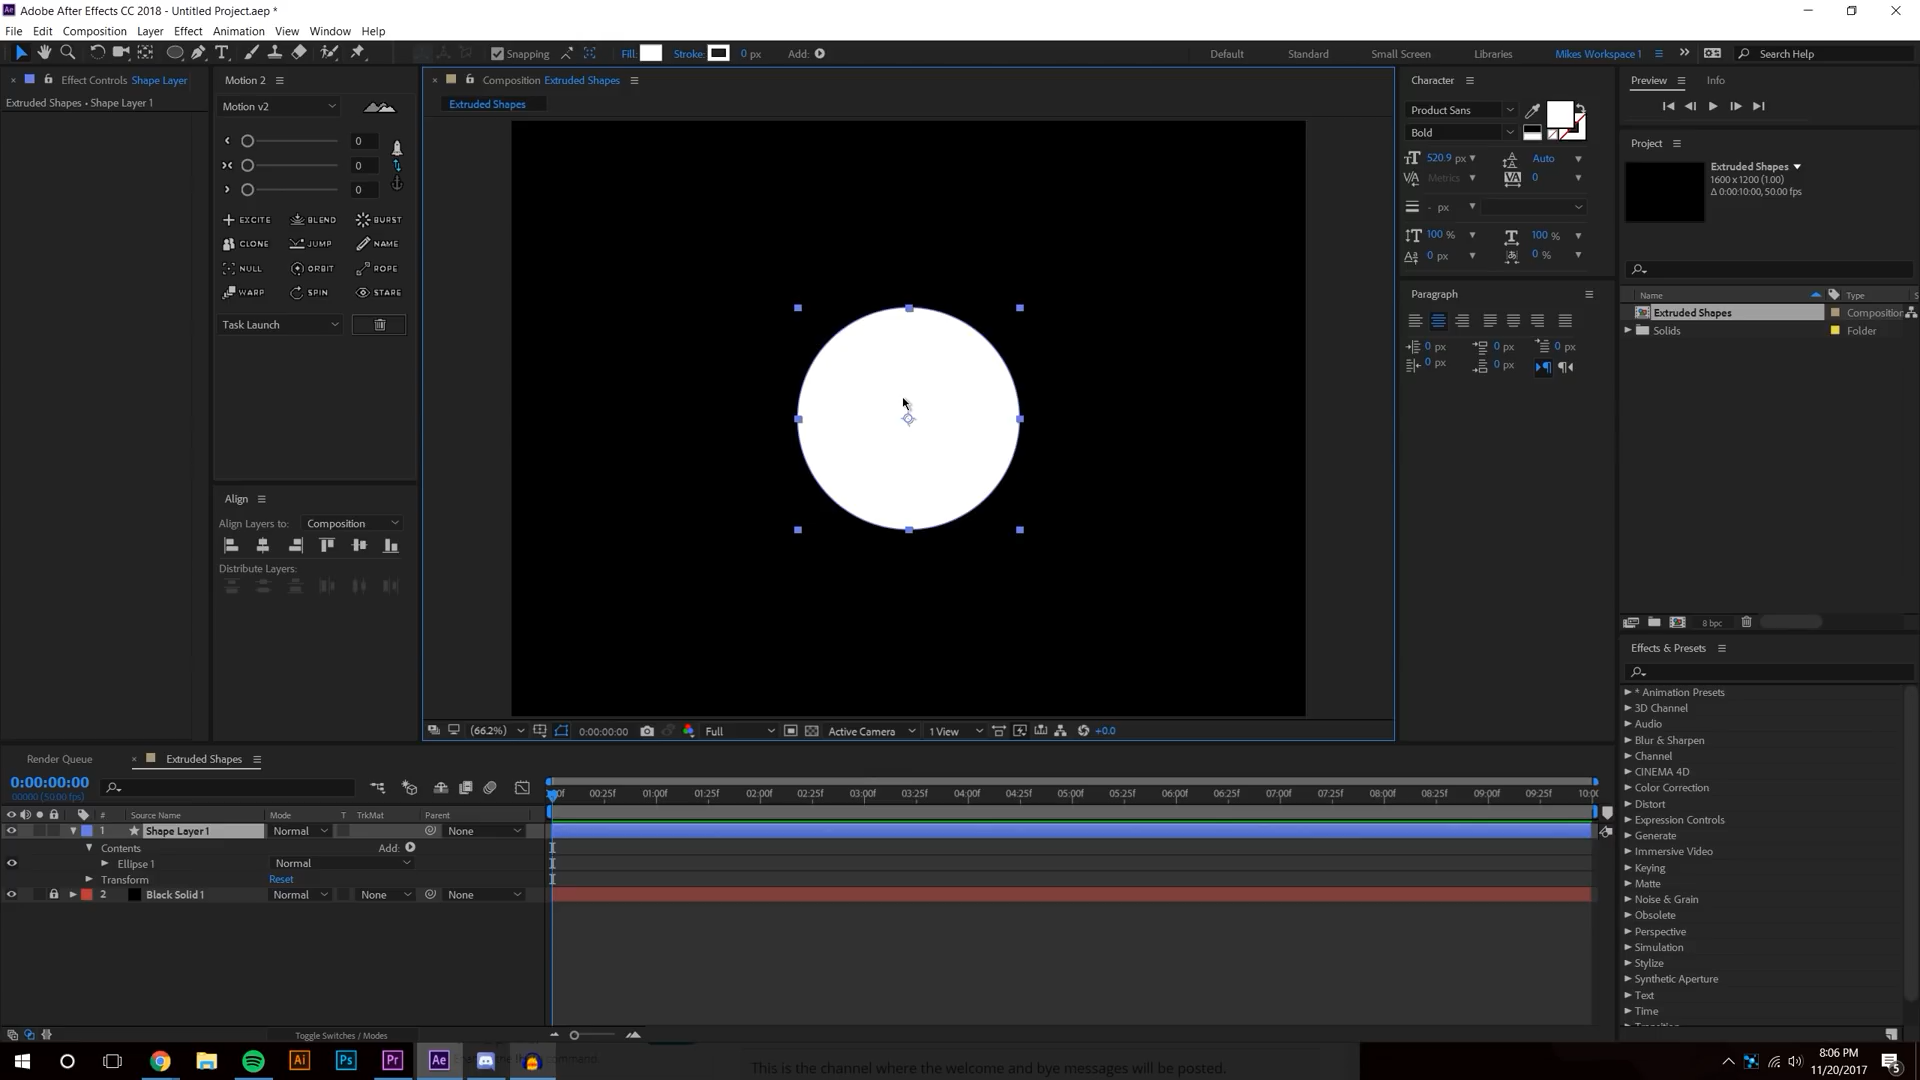 Adobe After Effects CC 2018 - Untitled Project.aep *
File Edit Composition Layer Effect Animation View Window Help
Snapping Fill: Stroke: 0 px Add: Default Standard Small Screen Libraries Mikes Workspace 1 Search Help
Effect Controls Shape Layer
Extruded Shapes • Shape Layer 1
Motion 2
Motion v2
0
0
0
EXCITE BLEND BURST
CLONE JUMP NAME
NULL ORBIT ROPE
WARP SPIN STARE
Task Launch
Align
Align Layers to: Composition
Distribute Layers:
Composition Extruded Shapes
Extruded Shapes
(66.2%) 0:00:00:00 Full Active Camera 1 View +0.0
Character
Product Sans
Bold
520.9 px Auto
Metrics 0
- px
100 % 100 %
0 px 0 %
Paragraph
0 px 0 px 0 px
0 px 0 px
Preview Info
Project
Extruded Shapes
1600 x 1200 (1.00)
Δ 0:00:10:00, 50.00 fps
Name Type S
Extruded Shapes Composition
Solids Folder
8 bpc
Effects & Presets
* Animation Presets
3D Channel
Audio
Blur & Sharpen
Channel
CINEMA 4D
Color Correction
Distort
Expression Controls
Generate
Immersive Video
Keying
Matte
Noise & Grain
Obsolete
Perspective
Simulation
Stylize
Synthetic Aperture
Text
Time
Render Queue Extruded Shapes
0:00:00:00
00000 (50.00 fps)
00:25f 01:00f 01:25f 02:00f 02:25f 03:00f 03:25f 04:00f 04:25f 05:00f 05:25f 06:00f 06:25f 07:00f 07:25f 08:00f 08:25f 09:00f 09:25f
# Source Name Mode T TrkMat Parent
1 Shape Layer 1 Normal None
Contents Add:
Ellipse 1 Normal
Transform Reset
2 Black Solid 1 Normal None None
Toggle Switches / Modes
Ai Ps Pr Ae command.
This is the channel where the welcome and bye messages will be posted.
8:06 PM
11/20/2017
5